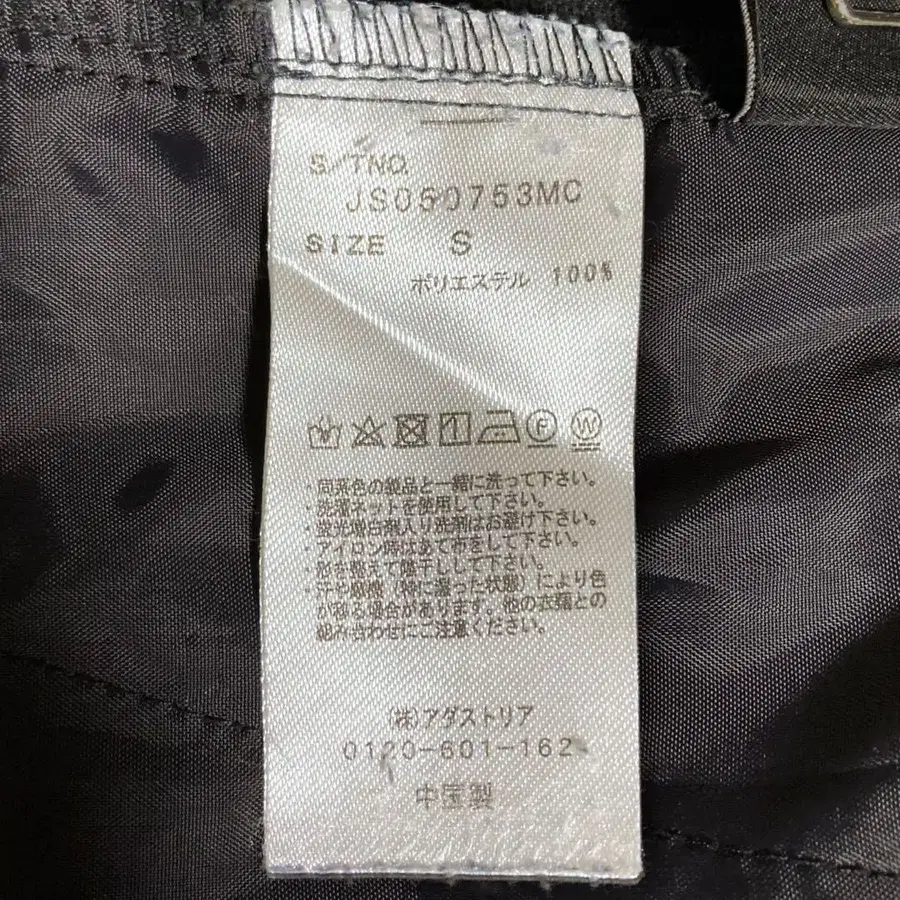 S/TNO.
JS050753MC
SIZE S
ポリエステル 100%
F W
・同系色の製品と一緒に洗って下さい。
・洗濯ネットを使用して下さい。
・蛍光増白剤入り洗剤はお避け下さい。
・アイロン時はあて布をして下さい。
・形を整えて陰干しして下さい。
・汗や摩擦（特に湿った状態）により色
が移る場合があります。他の衣類との
組み合わせにご注意ください。
(株)アダストリア
0120-601-162
中国製